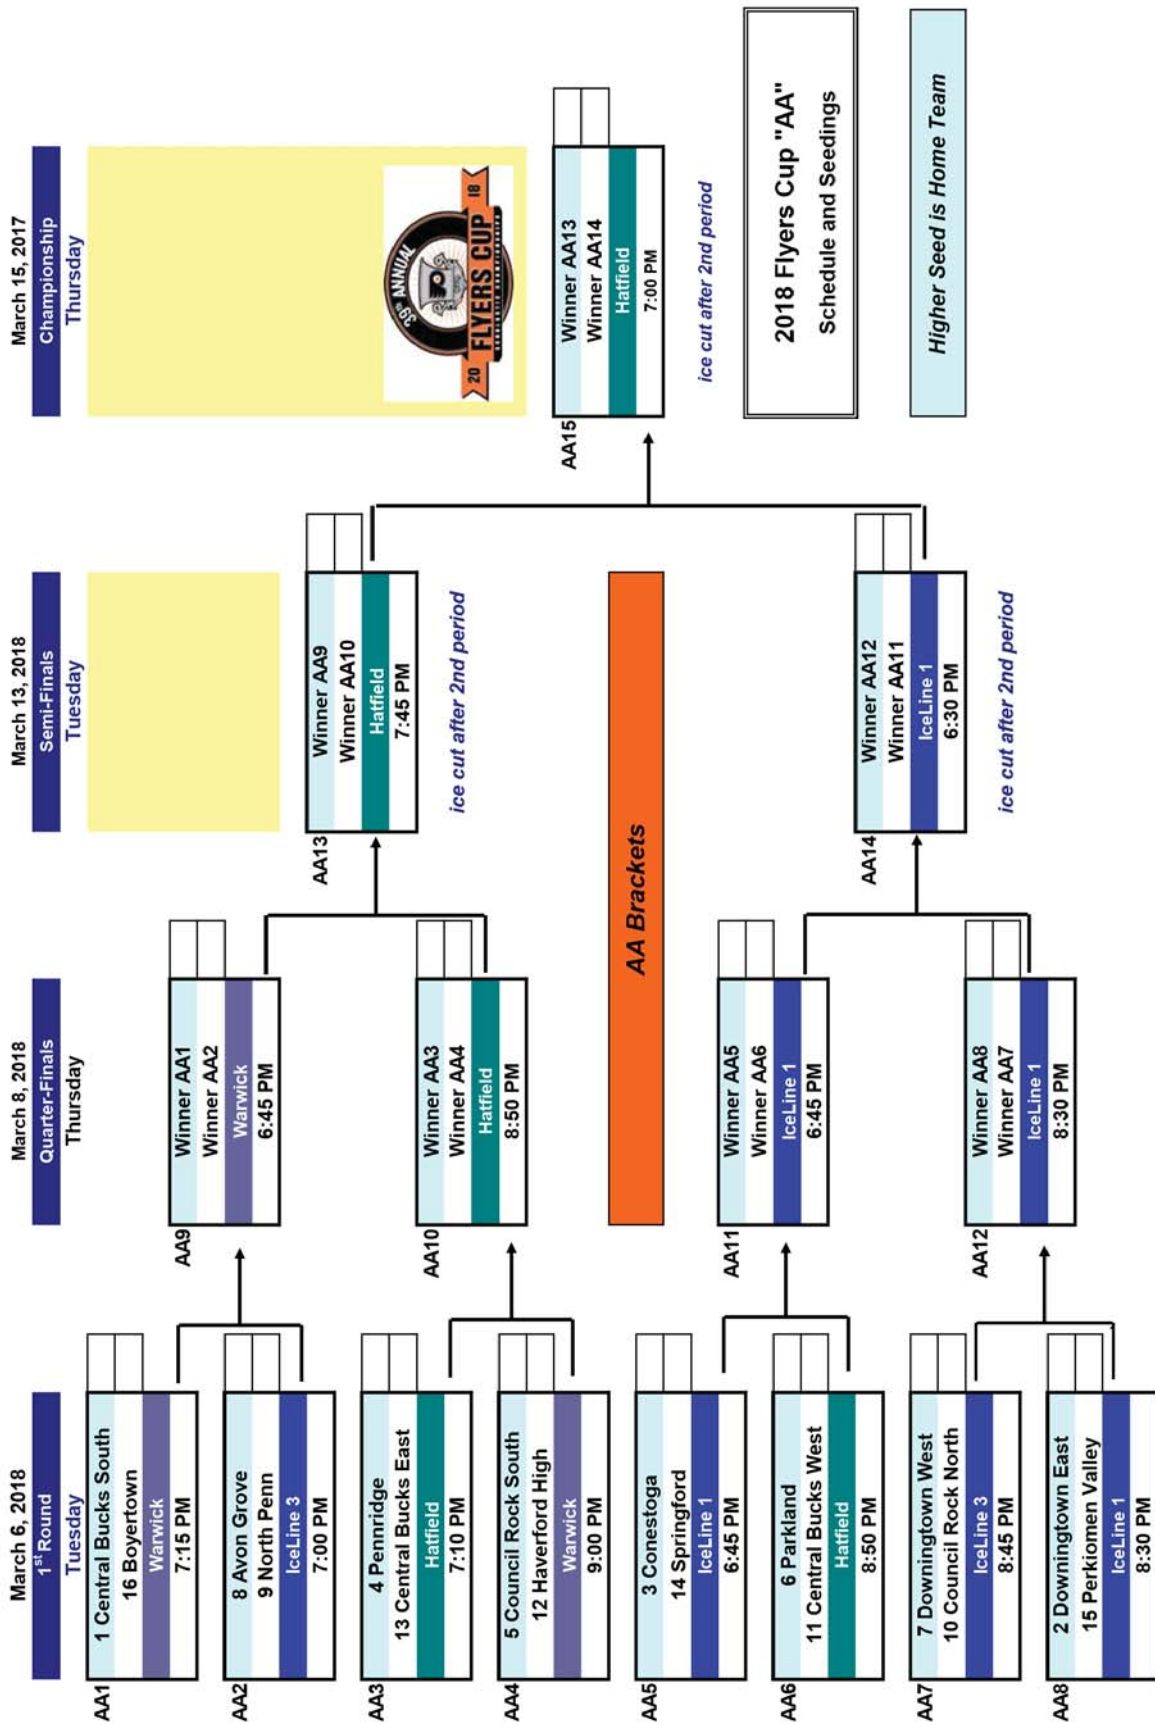 March 6, 2018
1st Round
Tuesday
AA1
1 Central Bucks South
16 Boyertown
Warwick
7:15 PM
AA2
8 Avon Grove
9 North Penn
IceLine 3
7:00 PM
AA3
4 Pennridge
13 Central Bucks East
Hatfield
7:10 PM
AA4
5 Council Rock South
12 Haverford High
Warwick
9:00 PM
AA5
3 Conestoga
14 Springford
IceLine 1
6:45 PM
AA6
6 Parkland
11 Central Bucks West
Hatfield
8:50 PM
AA7
7 Downingtown West
10 Council Rock North
IceLine 3
8:45 PM
AA8
2 Downingtown East
15 Perkiomen Valley
IceLine 1
8:30 PM
March 8, 2018
Quarter-Finals
Thursday
AA9
Winner AA1
Winner AA2
Warwick
6:45 PM
AA10
Winner AA3
Winner AA4
Hatfield
8:50 PM
AA11
Winner AA5
Winner AA6
IceLine 1
6:45 PM
AA12
Winner AA8
Winner AA7
IceLine 1
8:30 PM
March 13, 2018
Semi-Finals
Tuesday
AA13
Winner AA9
Winner AA10
Hatfield
7:45 PM
ice cut after 2nd period
AA Brackets
AA14
Winner AA12
Winner AA11
IceLine 1
6:30 PM
ice cut after 2nd period
March 15, 2017
Championship
Thursday
39th ANNUAL
20 FLYERS CUP 18
AA15
Winner AA13
Winner AA14
Hatfield
7:00 PM
ice cut after 2nd period
2018 Flyers Cup "AA"
Schedule and Seedings
Higher Seed is Home Team